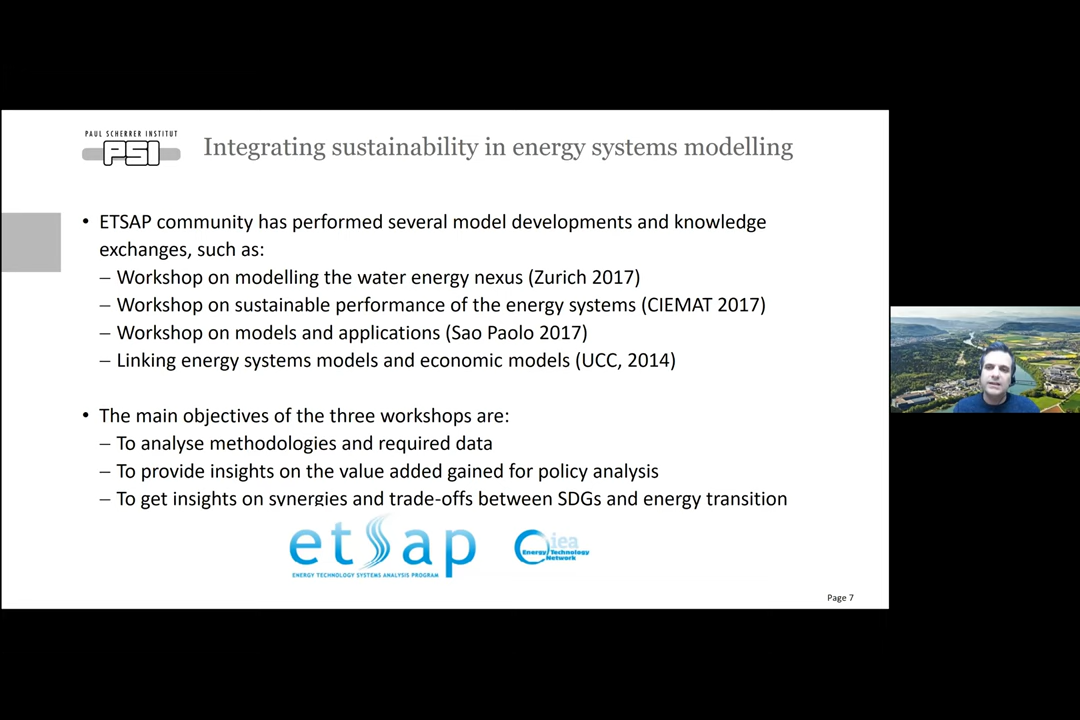 PAUL SCHERRER INSTITUT
PSI
Integrating sustainability in energy systems modelling
• ETSAP community has performed several model developments and knowledge
exchanges, such as:
– Workshop on modelling the water energy nexus (Zurich 2017)
– Workshop on sustainable performance of the energy systems (CIEMAT 2017)
– Workshop on models and applications (Sao Paolo 2017)
– Linking energy systems models and economic models (UCC, 2014)
• The main objectives of the three workshops are:
– To analyse methodologies and required data
– To provide insights on the value added gained for policy analysis
– To get insights on synergies and trade-offs between SDGs and energy transition
etsap
ENERGY TECHNOLOGY SYSTEMS ANALYSIS PROGRAM
iea
Energy Technology
Network
Page 7